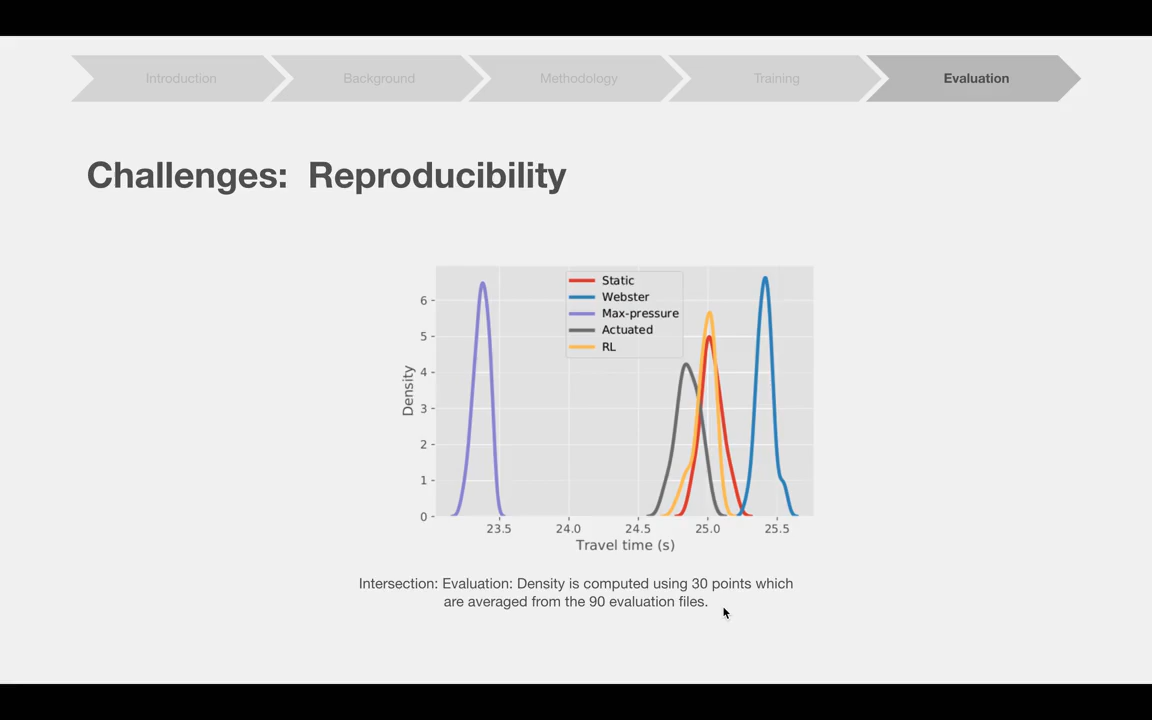 Introduction
Background
Methodology
Training
Evaluation
Challenges: Reproducibility
Static
Webster
Max-pressure
Actuated
RL
6
5
4
3
2
1
0
Density
23.5
24.0
24.5
25.0
25.5
Travel time (s)
Intersection: Evaluation: Density is computed using 30 points which
are averaged from the 90 evaluation files.